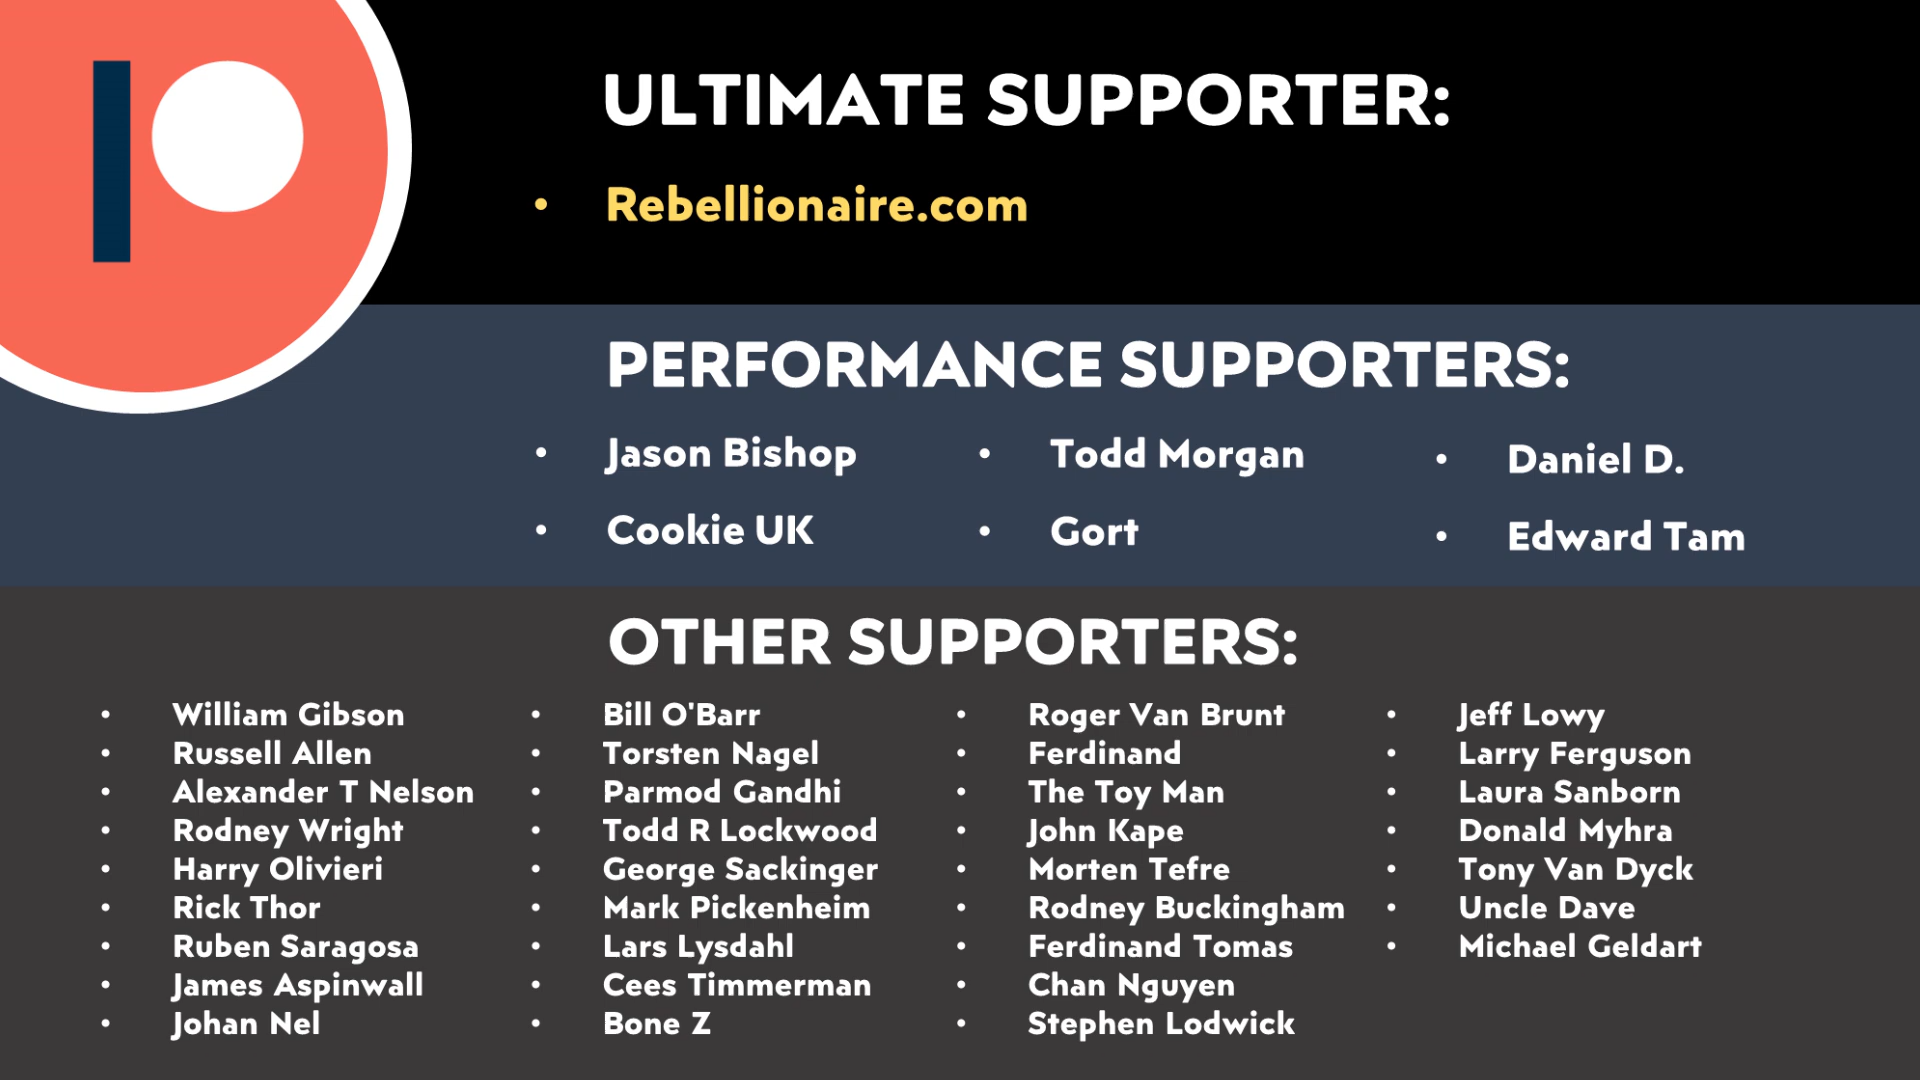 ULTIMATE SUPPORTER:
• Rebellionaire.com
PERFORMANCE SUPPORTERS:
• Jason Bishop
• Cookie UK
• Todd Morgan
• Gort
• Daniel D.
• Edward Tam
OTHER SUPPORTERS:
• William Gibson
• Russell Allen
• Alexander T Nelson
• Rodney Wright
• Harry Olivieri
• Rick Thor
• Ruben Saragosa
• James Aspinwall
• Johan Nel
• Bill O'Barr
• Torsten Nagel
• Parmod Gandhi
• Todd R Lockwood
• George Sackinger
• Mark Pickenheim
• Lars Lysdahl
• Cees Timmerman
• Bone Z
• Roger Van Brunt
• Ferdinand
• The Toy Man
• John Kape
• Morten Tefre
• Rodney Buckingham
• Ferdinand Tomas
• Chan Nguyen
• Stephen Lodwick
• Jeff Lowy
• Larry Ferguson
• Laura Sanborn
• Donald Myhra
• Tony Van Dyck
• Uncle Dave
• Michael Geldart